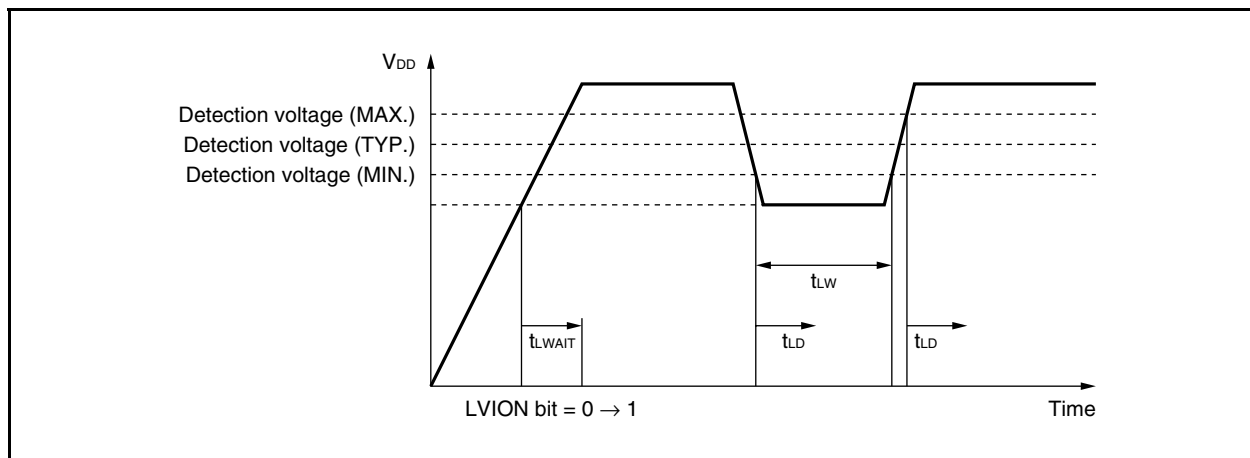 VDD
Detection voltage (MAX.)
Detection voltage (TYP.)
Detection voltage (MIN.)
tLW
tLWAIT
tLD
tLD
LVION bit = 0 → 1
Time